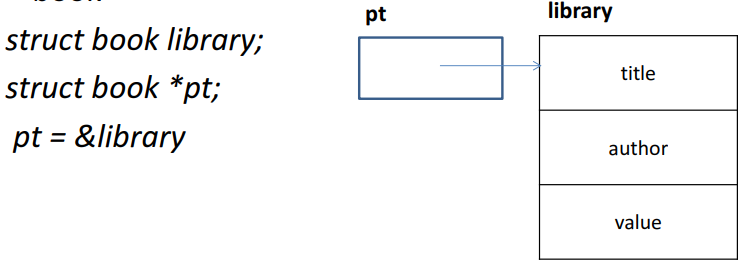 struct book library;
struct book *pt;
pt = &library
pt
library
title
author
value